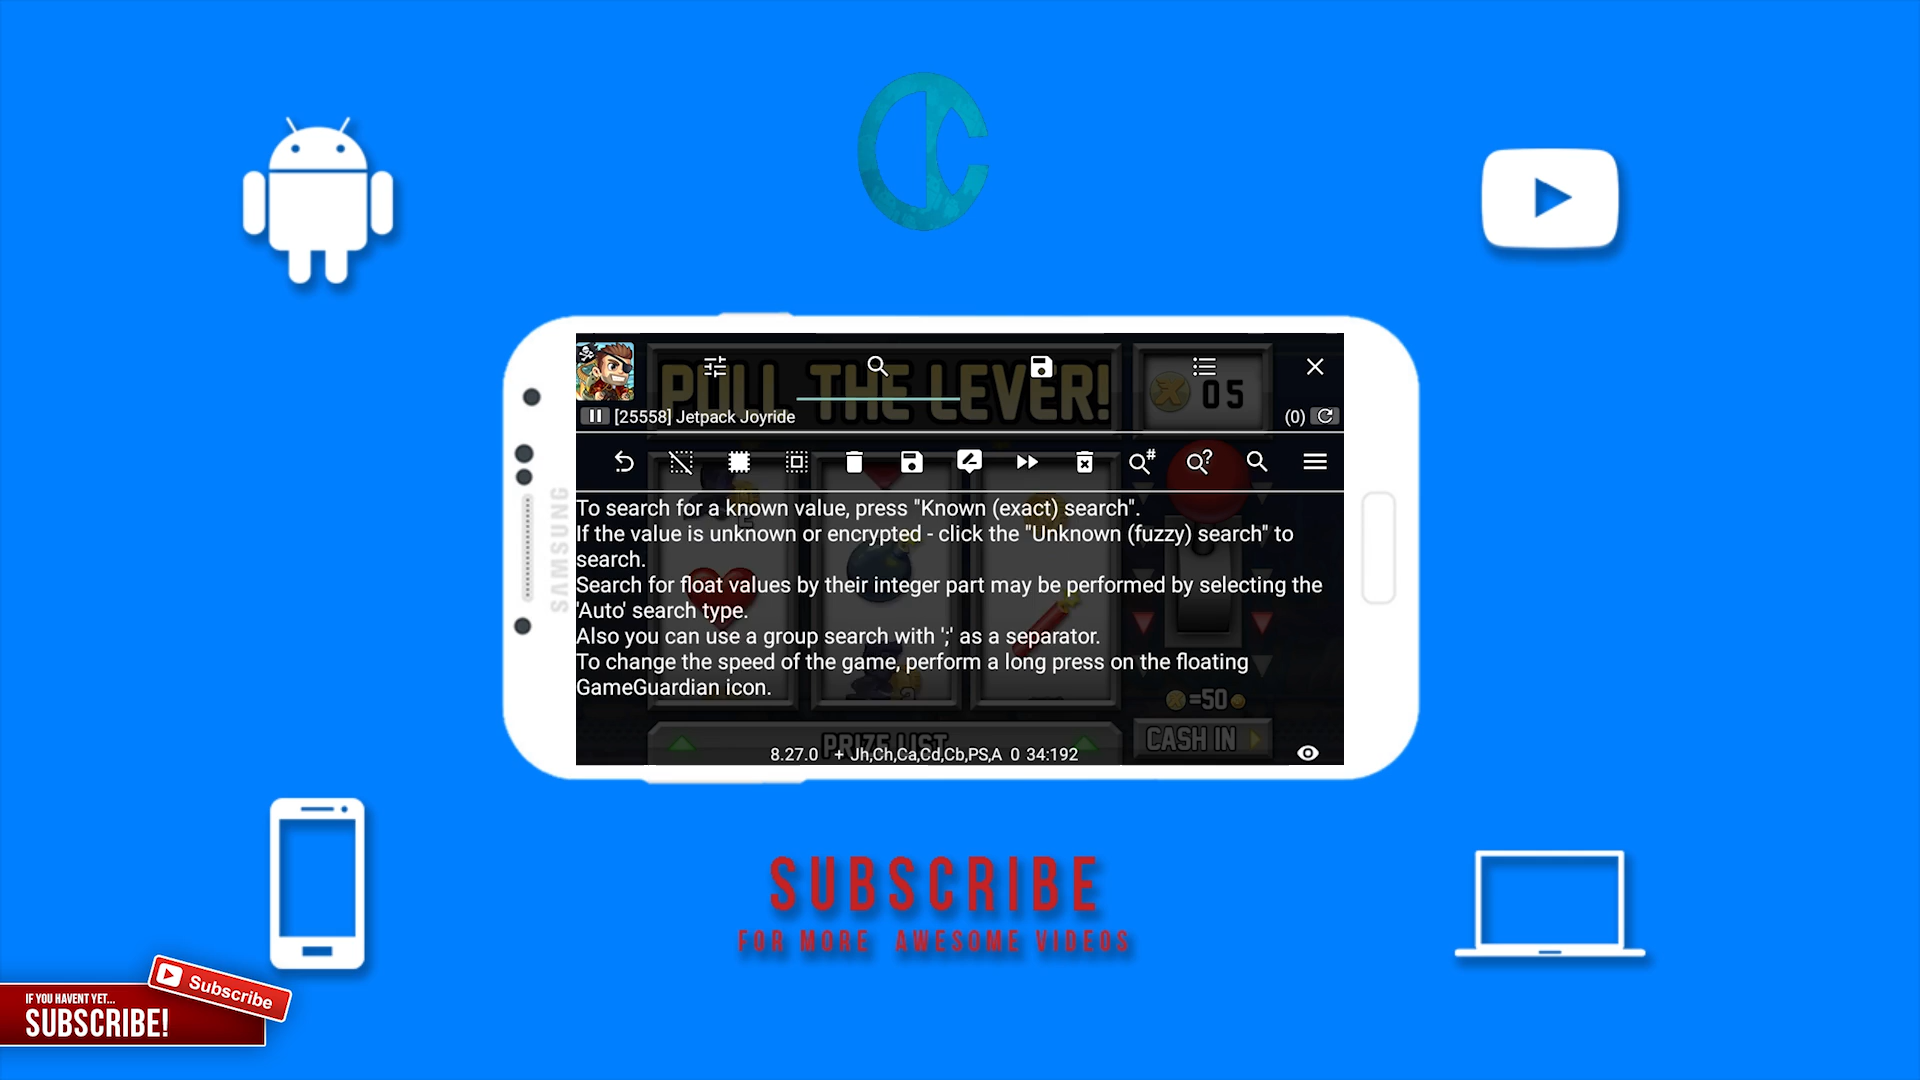 PULL THE LEVER!
05
[25558] Jetpack Joyride
(0)
#
?
To search for a known value, press "Known (exact) search".
If the value is unknown or encrypted - click the "Unknown (fuzzy) search" to
search.
Search for float values by their integer part may be performed by selecting the
'Auto' search type.
Also you can use a group search with ';' as a separator.
To change the speed of the game, perform a long press on the floating
GameGuardian icon.
=50
PRIZE LIST
CASH IN
8.27.0 + Jh,Ch,Ca,Cd,Cb,PS,A 0 34:192
SAMSUNG
SUBSCRIBE
FOR MORE AWESOME VIDEOS
Subscribe
IF YOU HAVENT YET...
SUBSCRIBE!